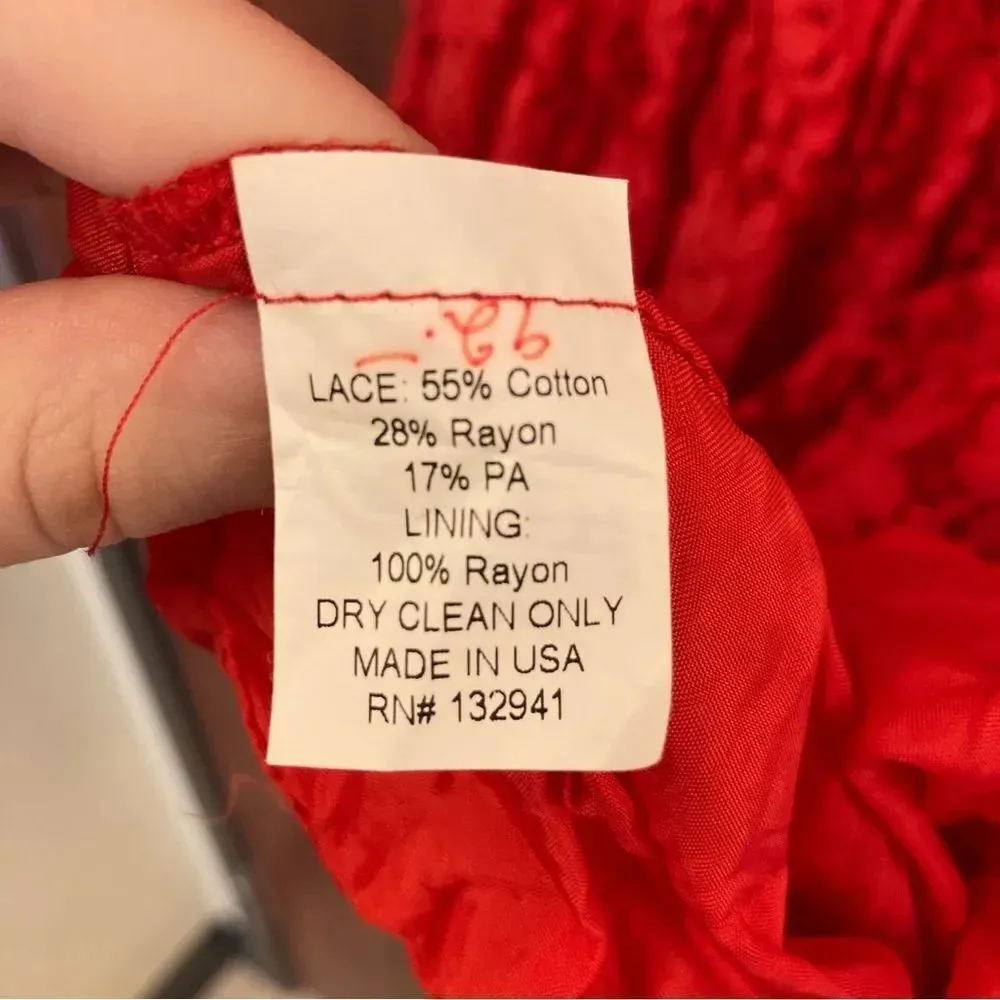 LACE: 55% Cotton
28% Rayon
17% PA
LINING:
100% Rayon
DRY CLEAN ONLY
MADE IN USA
RN# 132941